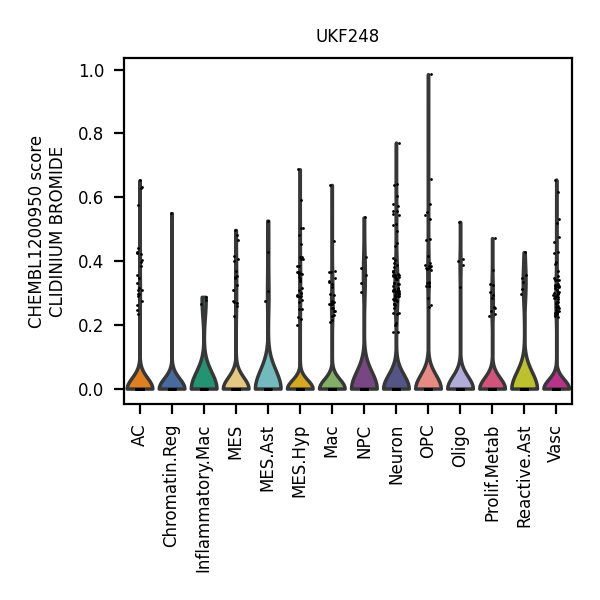 UKF248
CHEMBL1200950 score
CLIDINIUM BROMIDE
1.0
0.8
0.6
0.4
0.2
0.0
AC
Chromatin.Reg
Inflammatory.Mac
MES
MES.Ast
MES.Hyp
Mac
NPC
Neuron
OPC
Oligo
Prolif.Metab
Reactive.Ast
Vasc